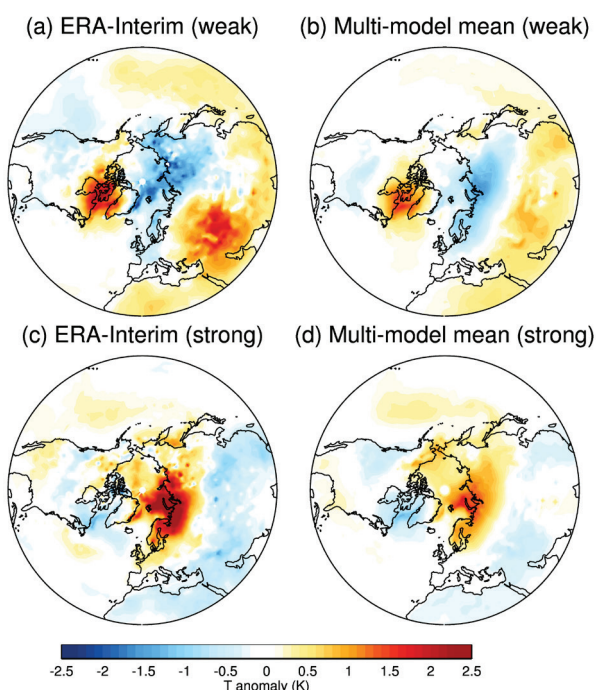 (a) ERA-Interim (weak)
(b) Multi-model mean (weak)
(c) ERA-Interim (strong)
(d) Multi-model mean (strong)
-2.5 -2 -1.5 -1 -0.5 0 0.5 1 1.5 2 2.5
T anomaly (K)